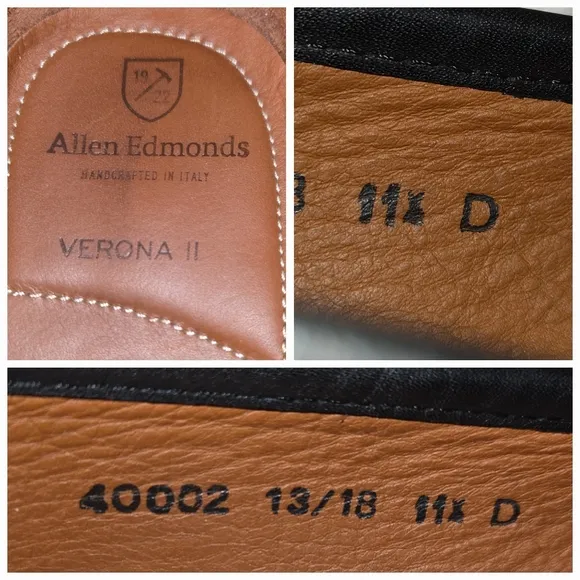 19
22
Allen Edmonds
HANDCRAFTED IN ITALY
VERONA II
11½ D
40002 13/18 11½ D